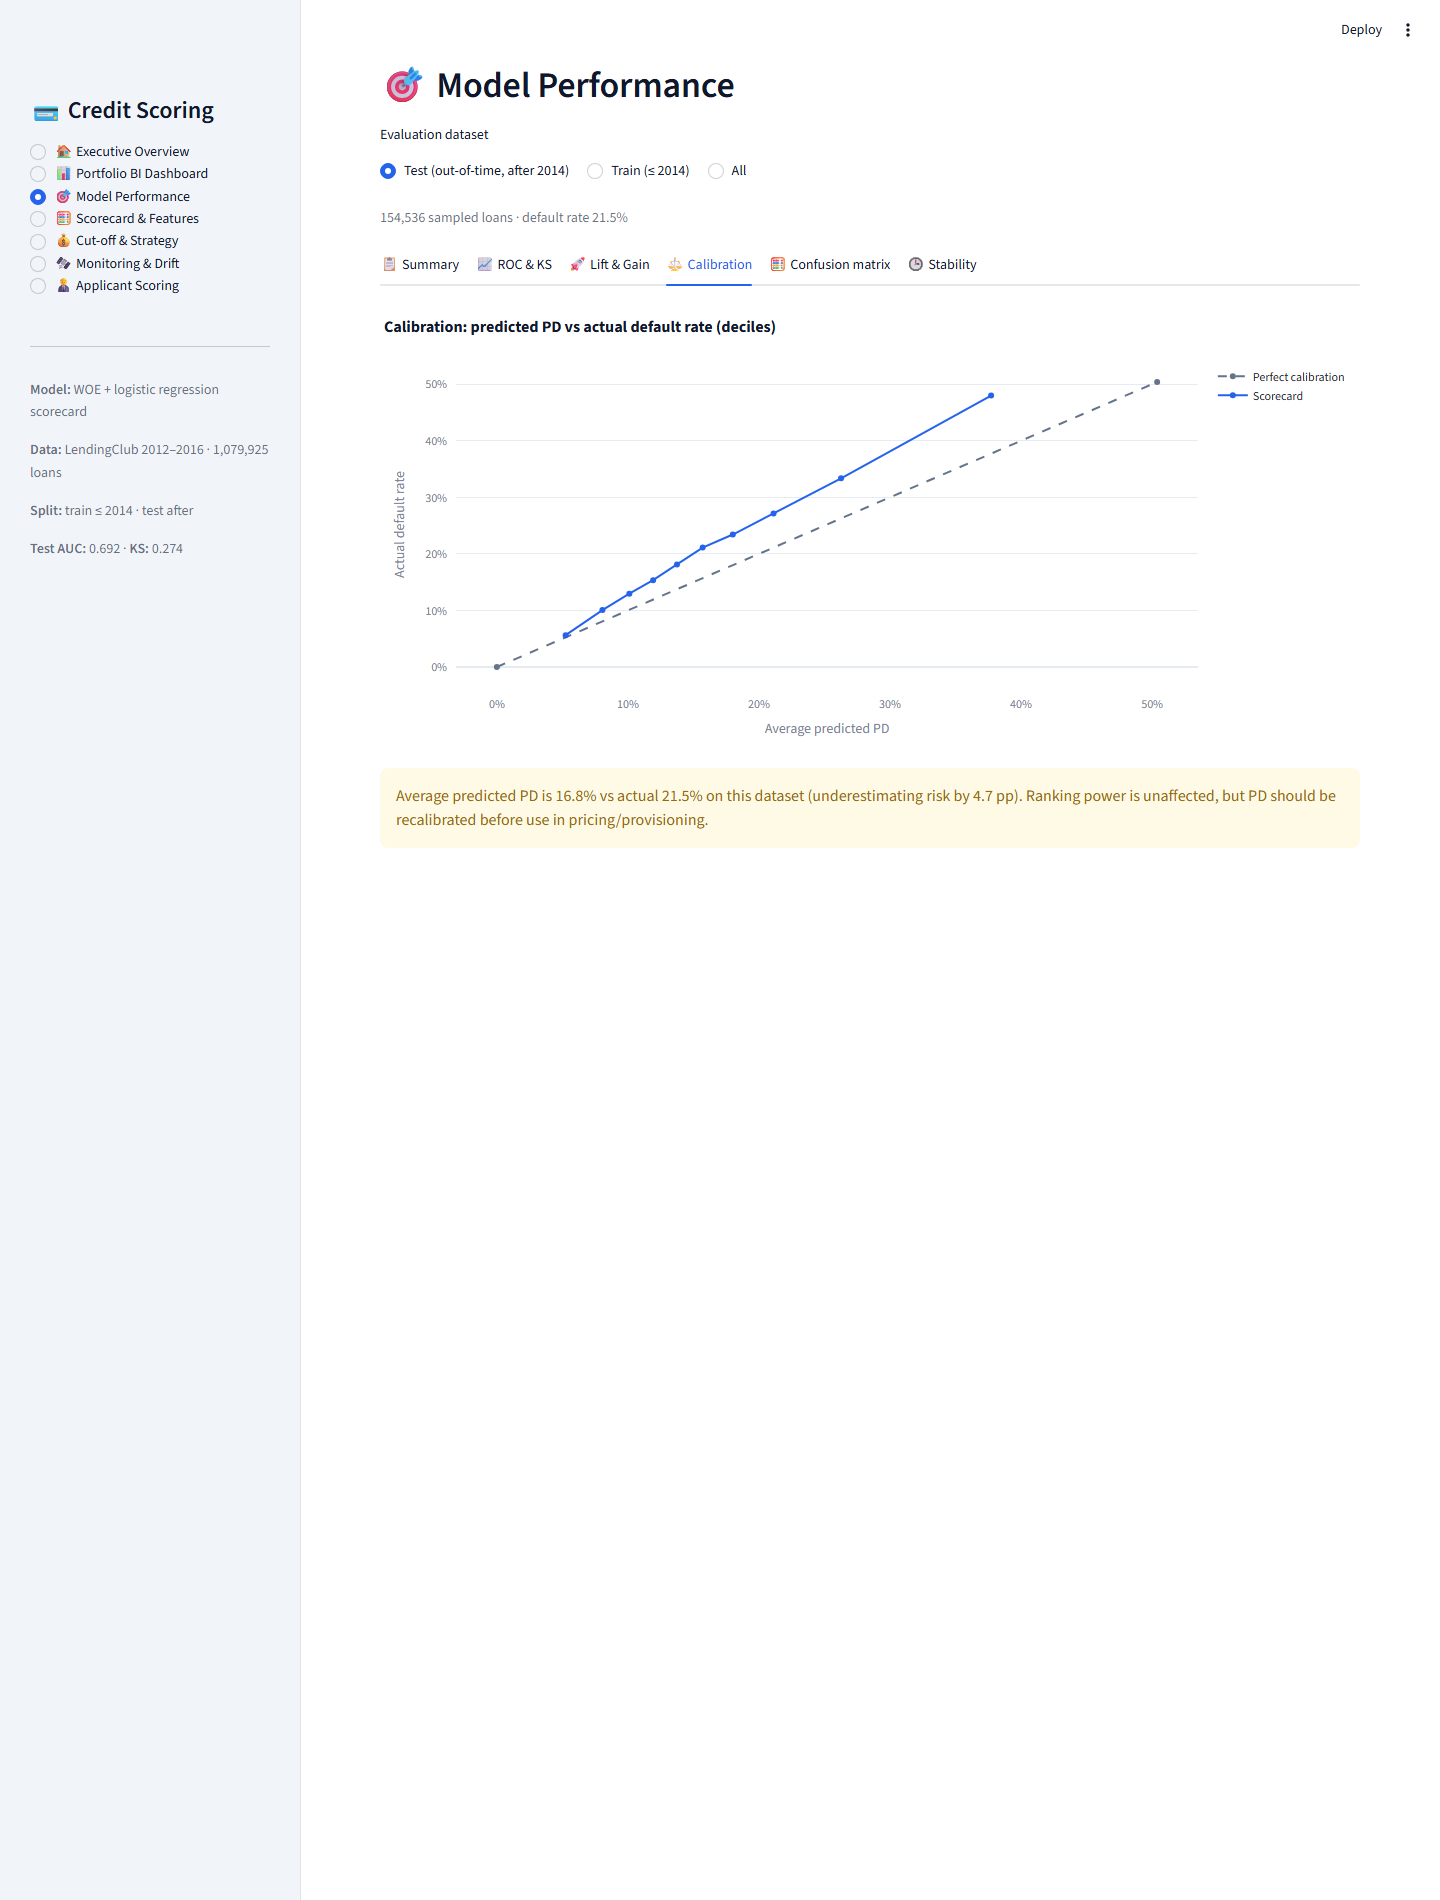 Deploy
Credit Scoring
Executive Overview
Portfolio BI Dashboard
Model Performance
Scorecard & Features
Cut-off & Strategy
Monitoring & Drift
Applicant Scoring
Model: WOE + logistic regression
scorecard
Data: LendingClub 2012–2016 · 1,079,925
loans
Split: train ≤ 2014 · test after
Test AUC: 0.692 · KS: 0.274
Model Performance
Evaluation dataset
Test (out-of-time, after 2014) Train (≤ 2014) All
154,536 sampled loans · default rate 21.5%
Summary ROC & KS Lift & Gain Calibration Confusion matrix Stability
Calibration: predicted PD vs actual default rate (deciles)
Perfect calibration
Scorecard
Actual default rate
50%
40%
30%
20%
10%
0%
0% 10% 20% 30% 40% 50%
Average predicted PD
Average predicted PD is 16.8% vs actual 21.5% on this dataset (underestimating risk by 4.7 pp). Ranking power is unaffected, but PD should be
recalibrated before use in pricing/provisioning.